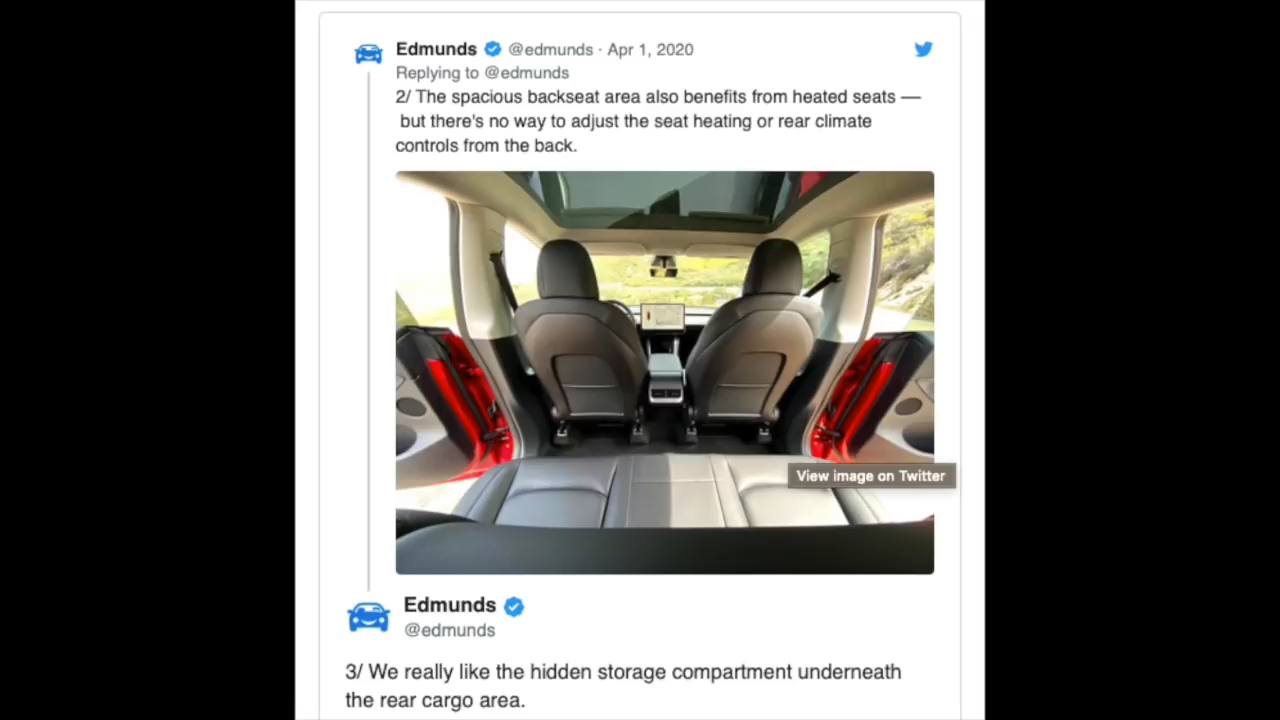 Edmunds @edmunds · Apr 1, 2020
Replying to @edmunds
2/ The spacious backseat area also benefits from heated seats —
but there's no way to adjust the seat heating or rear climate
controls from the back.
View image on Twitter
Edmunds
@edmunds
3/ We really like the hidden storage compartment underneath
the rear cargo area.